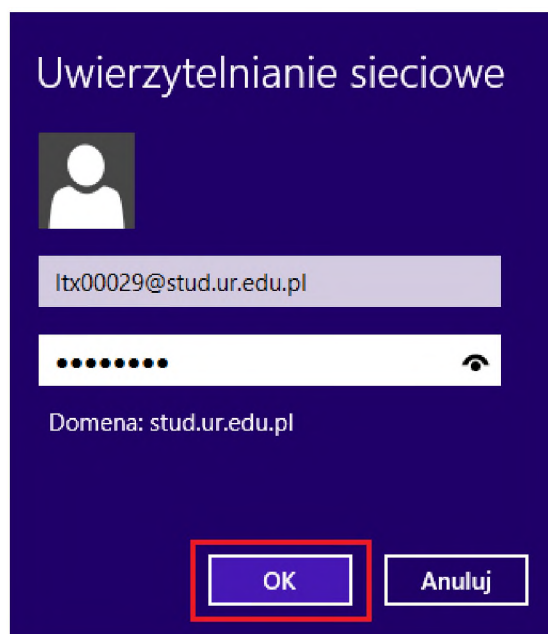 Uwierzytelnianie sieciowe
ltx00029@stud.ur.edu.pl
••••••••
Domena: stud.ur.edu.pl
OK
Anuluj